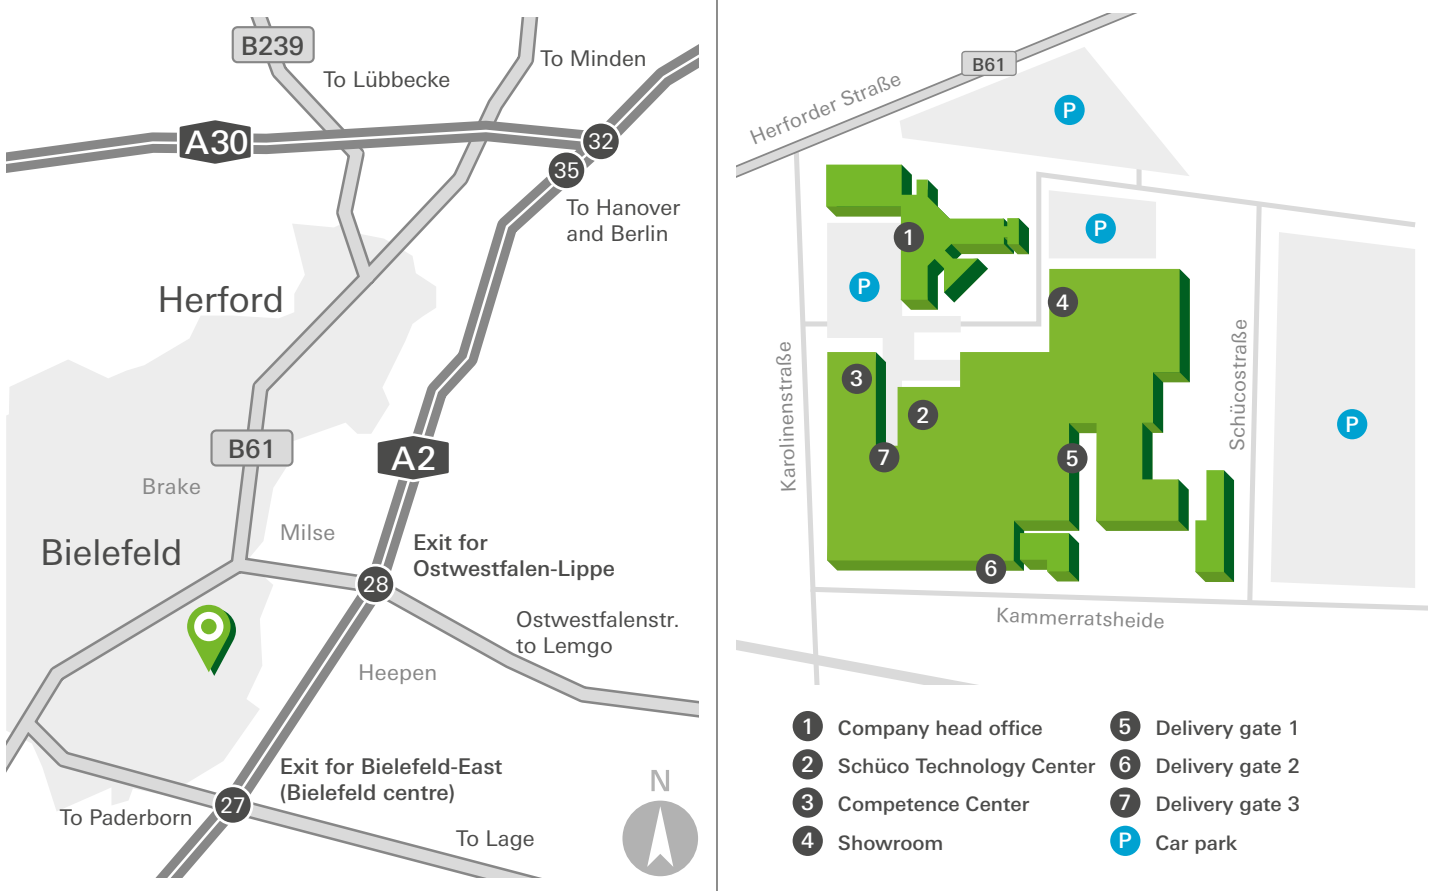 B239
To Lübbecke
To Minden
A30
32
35
To Hanover
and Berlin
Herford
A2
B61
Brake
Milse
Bielefeld
Exit for
Ostwestfalen-Lippe
28
Ostwestfalenstr.
to Lemgo
Heepen
Exit for Bielefeld-East
(Bielefeld centre)
27
To Paderborn
To Lage
N
B61
Herforder Straße
P
1
P
P
4
3
2
7
5
6
P
Karolinenstraße
Schücostraße
Kammerratsheide
1 Company head office
2 Schüco Technology Center
3 Competence Center
4 Showroom
5 Delivery gate 1
6 Delivery gate 2
7 Delivery gate 3
P Car park